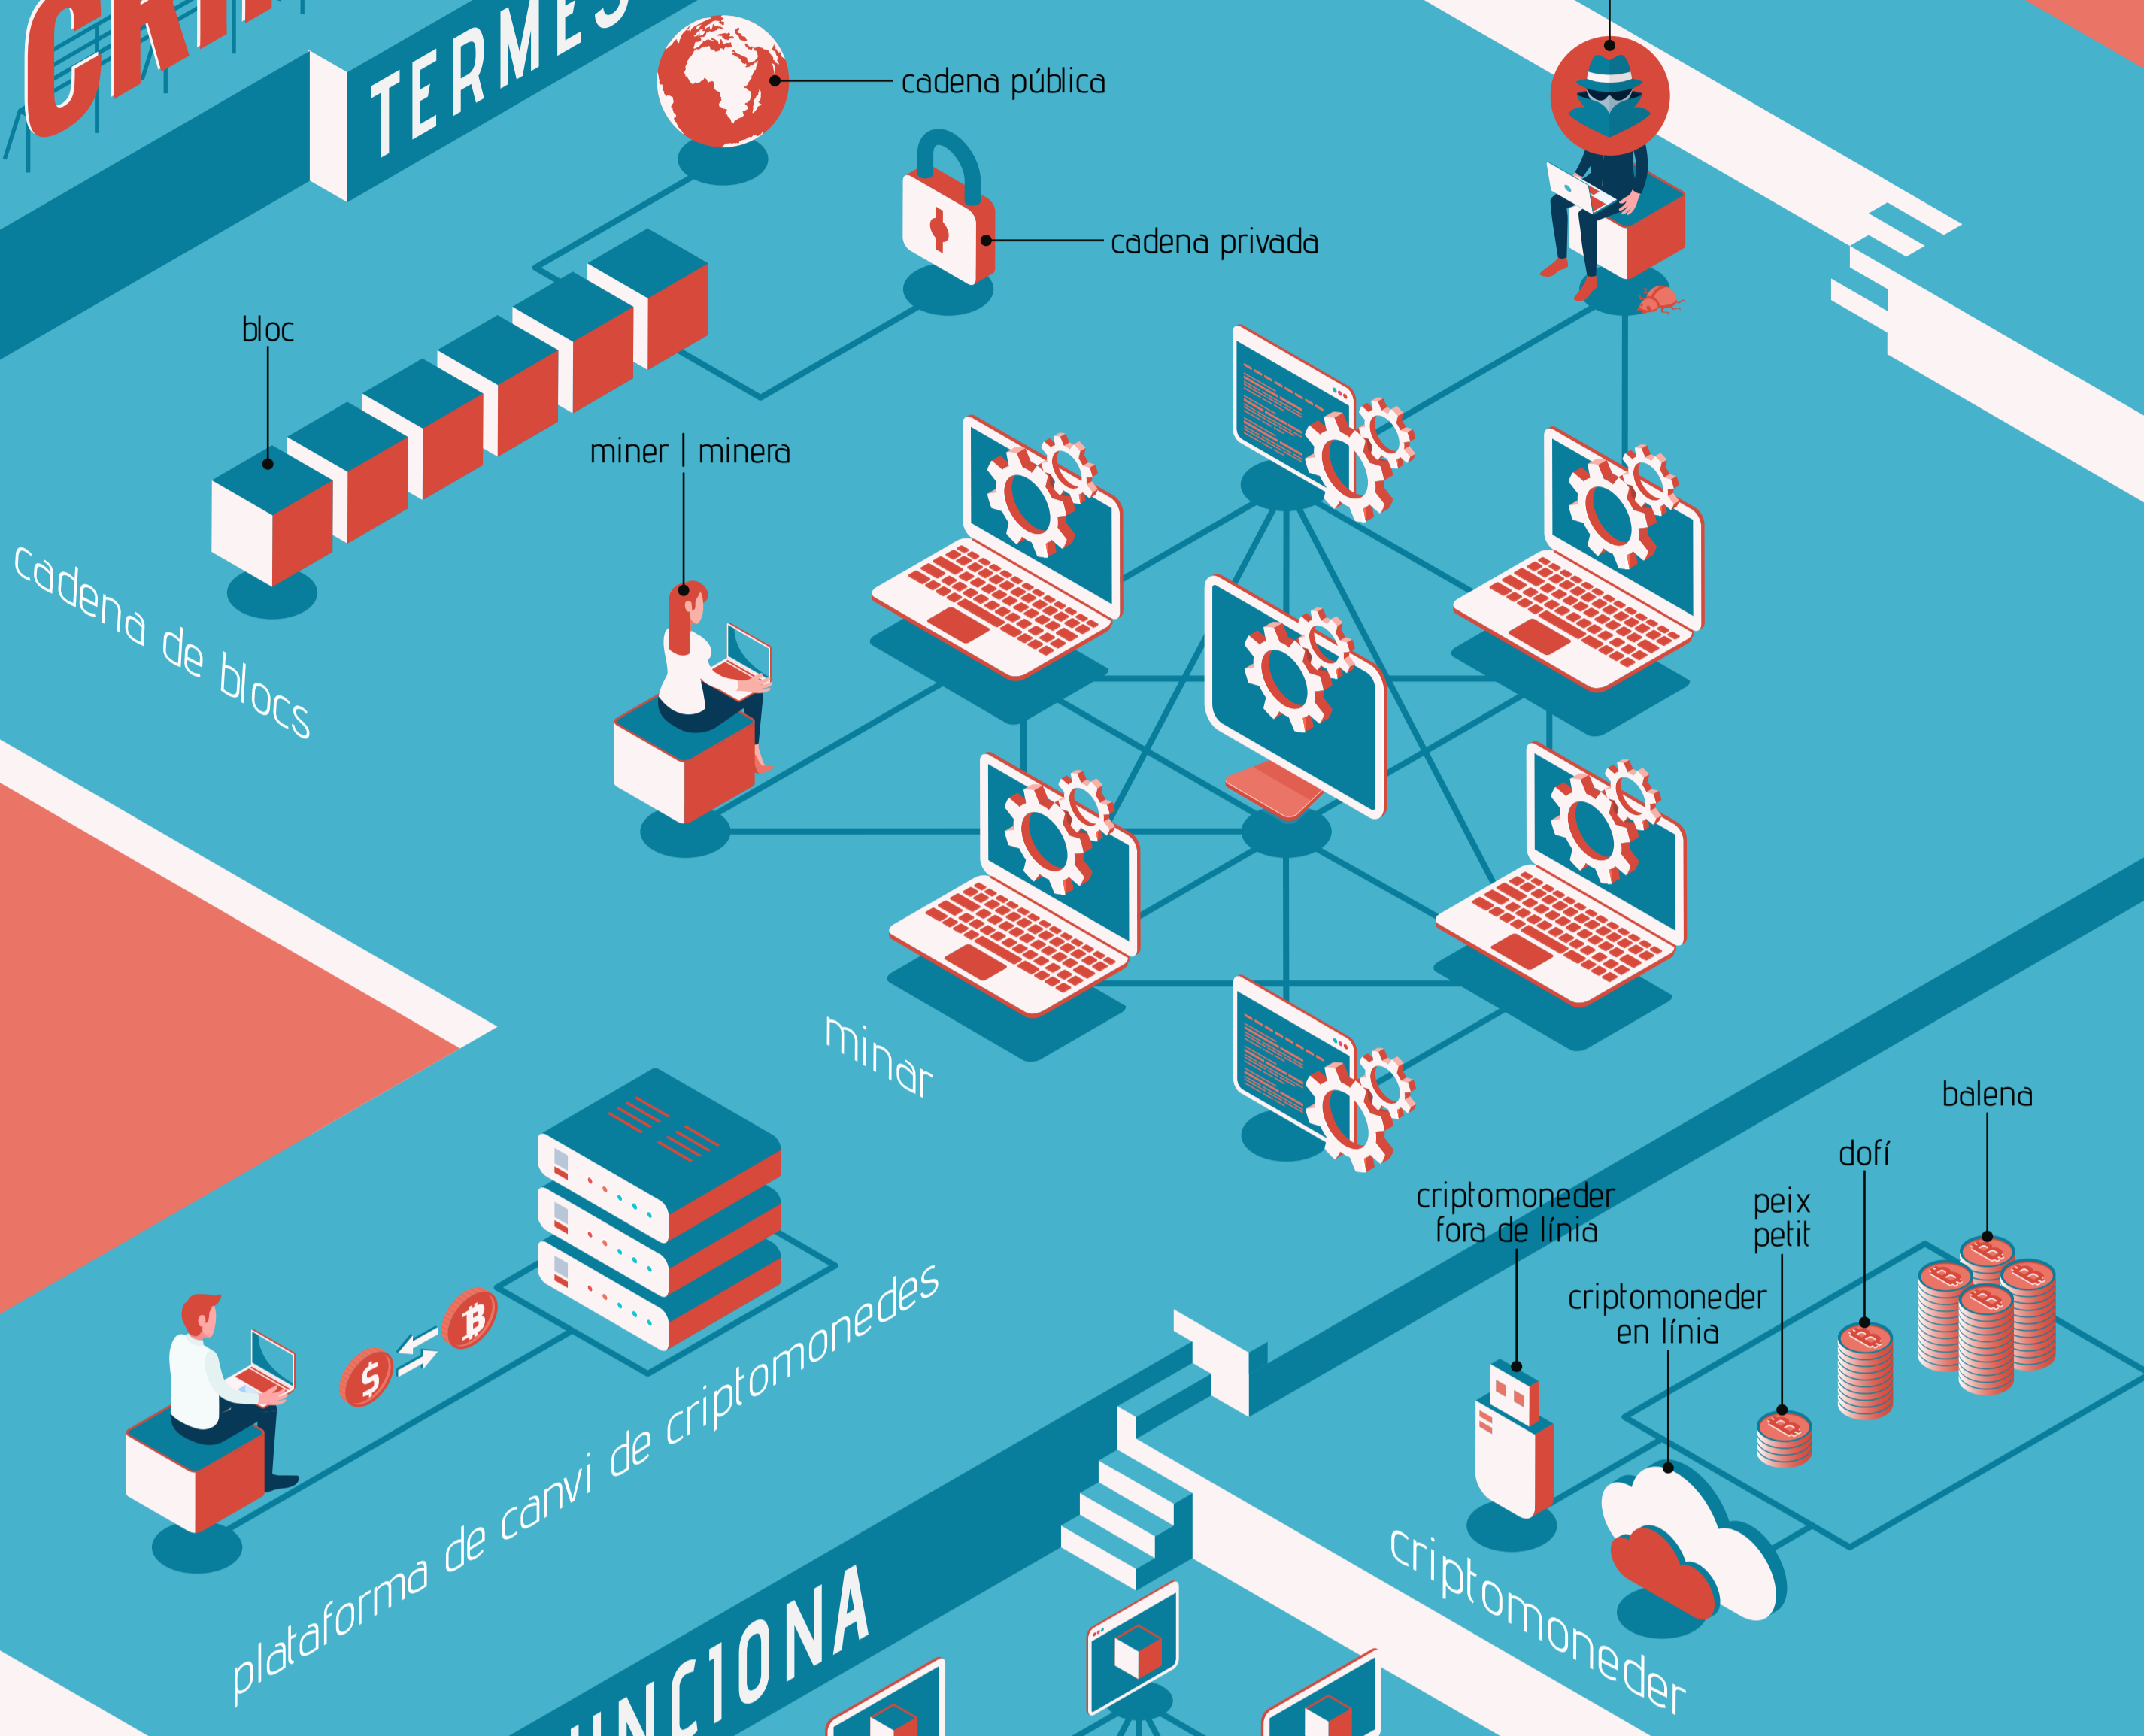 TERMES
cadena pública
cadena privada
bloc
miner | minera
cadena de blocs
minar
balena
dofí
peix
petit
criptomoneder
fora de línia
criptomoneder
en línia
plataforma de canvi de criptomonedes
criptomoneder